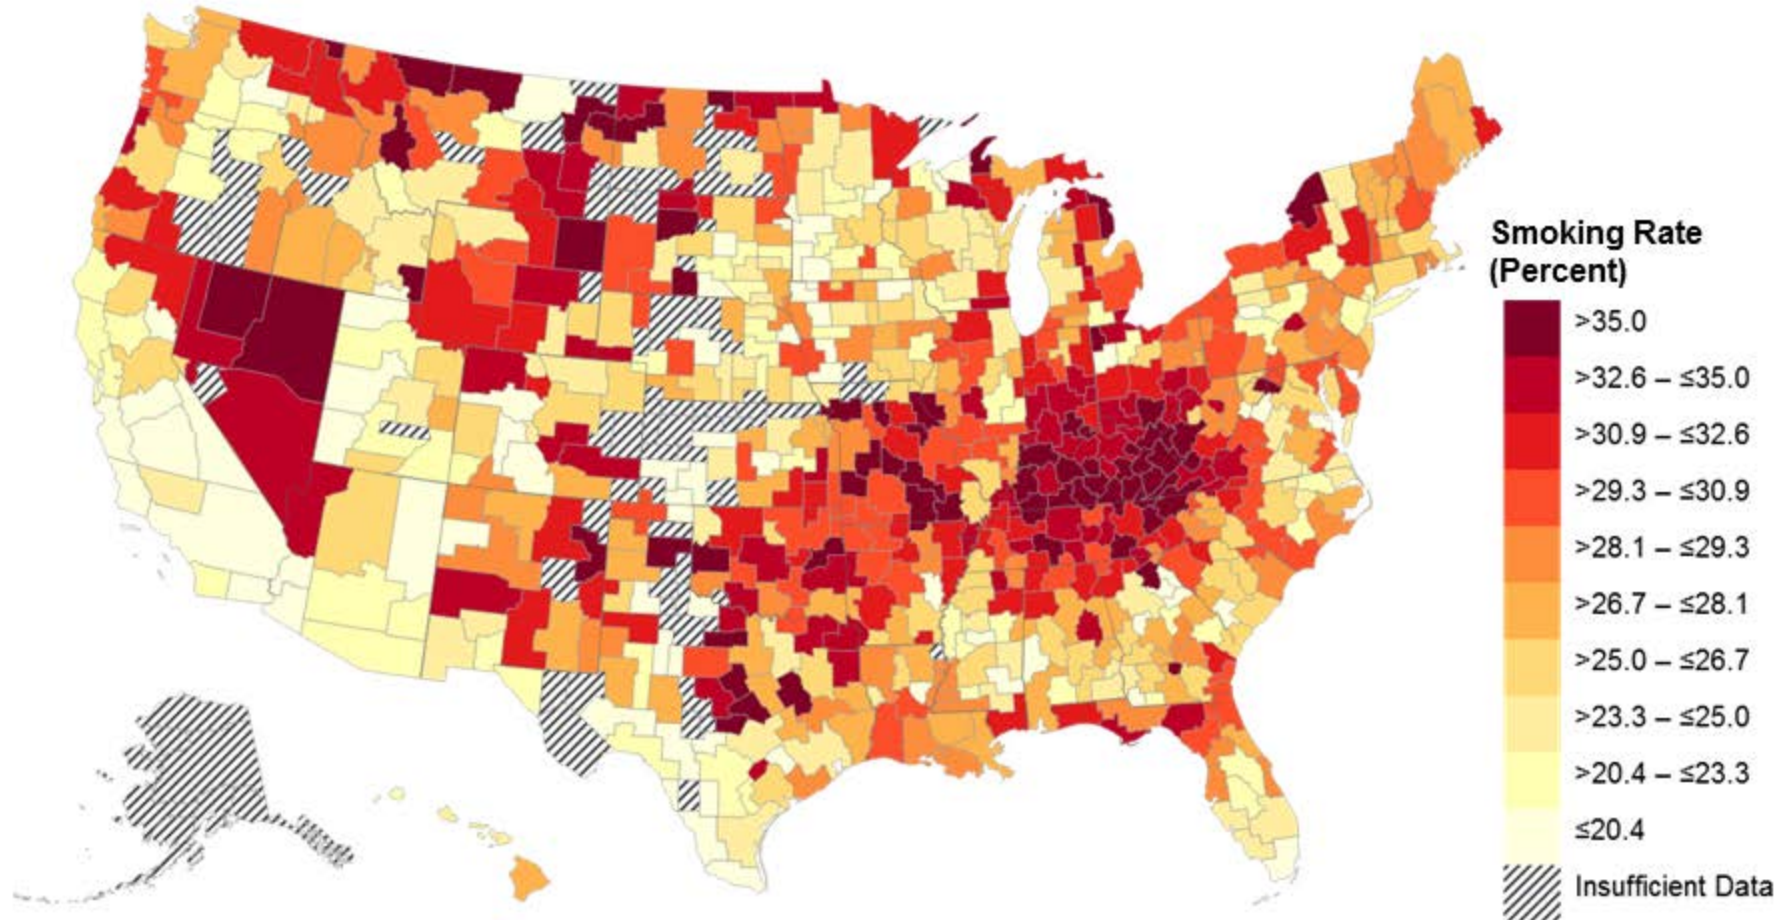 Smoking Rate
(Percent)
>35.0
>32.6 – ≤35.0
>30.9 – ≤32.6
>29.3 – ≤30.9
>28.1 – ≤29.3
>26.7 – ≤28.1
>25.0 – ≤26.7
>23.3 – ≤25.0
>20.4 – ≤23.3
≤20.4
Insufficient Data